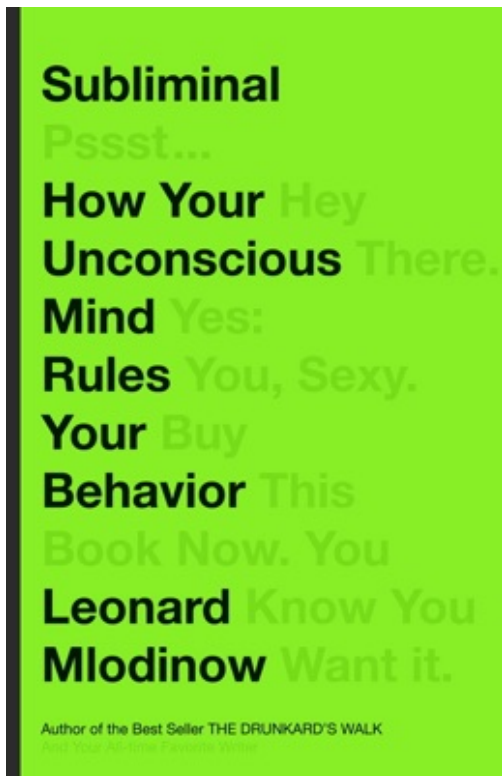 Subliminal
Pssst...
How Your Hey
Unconscious There.
Mind Yes:
Rules You, Sexy.
Your Buy
Behavior This
Book Now. You
Leonard Know You
Mlodinow Want it.
Author of the Best Seller THE DRUNKARD'S WALK
And Your All-time Favorite Writer